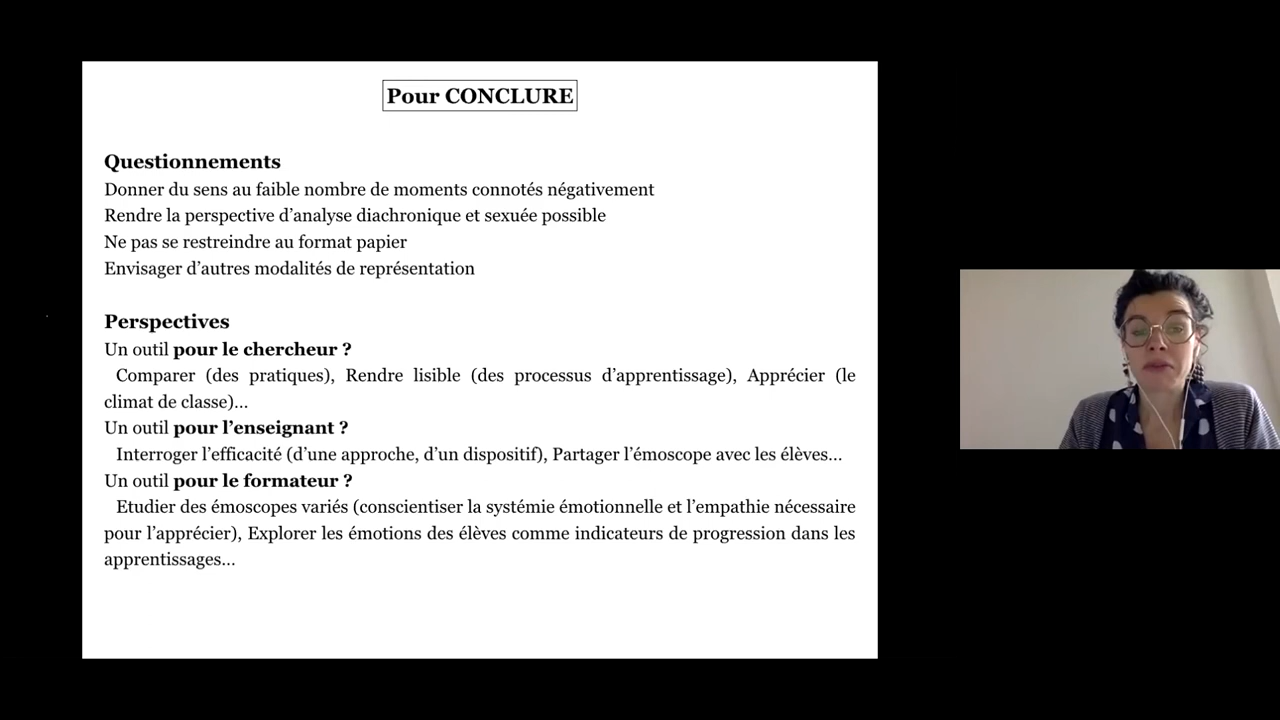 Pour CONCLURE
Questionnements
Donner du sens au faible nombre de moments connotés négativement
Rendre la perspective d’analyse diachronique et sexuée possible
Ne pas se restreindre au format papier
Envisager d’autres modalités de représentation
Perspectives
Un outil pour le chercheur ?
Comparer (des pratiques), Rendre lisible (des processus d’apprentissage), Apprécier (le
climat de classe)…
Un outil pour l’enseignant ?
Interroger l’efficacité (d’une approche, d’un dispositif), Partager l’émoscope avec les élèves…
Un outil pour le formateur ?
Etudier des émoscopes variés (conscientiser la systémie émotionnelle et l’empathie nécessaire
pour l’apprécier), Explorer les émotions des élèves comme indicateurs de progression dans les
apprentissages…